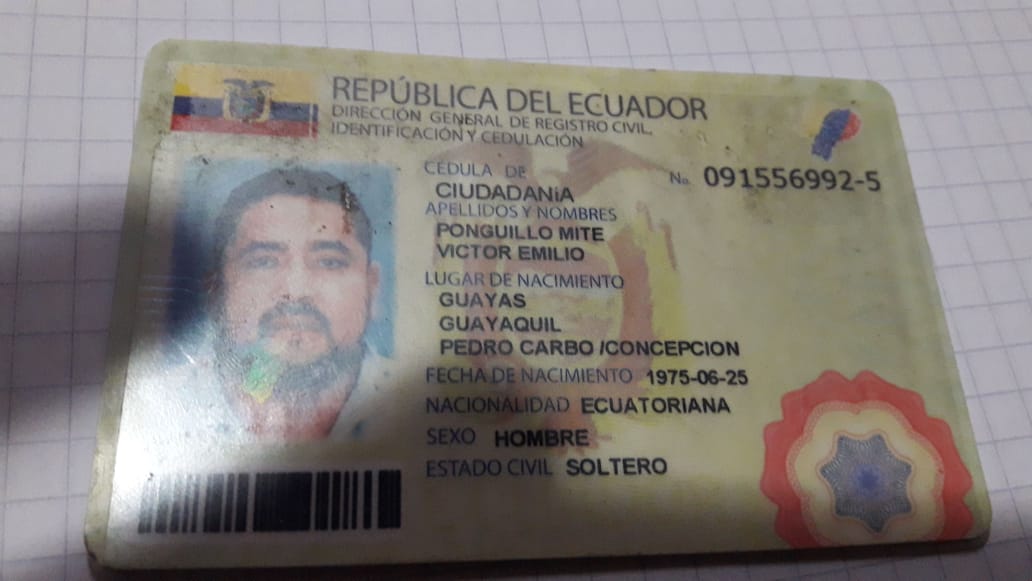 REPÚBLICA DEL ECUADOR
DIRECCIÓN GENERAL DE REGISTRO CIVIL,
IDENTIFICACIÓN Y CEDULACIÓN
CÉDULA DE No. 091556992-5
CIUDADANíA
APELLIDOS Y NOMBRES
PONGUILLO MITE
VICTOR EMILIO
LUGAR DE NACIMIENTO
GUAYAS
GUAYAQUIL
PEDRO CARBO /CONCEPCION
FECHA DE NACIMIENTO 1975-06-25
NACIONALIDAD ECUATORIANA
SEXO HOMBRE
ESTADO CIVIL SOLTERO